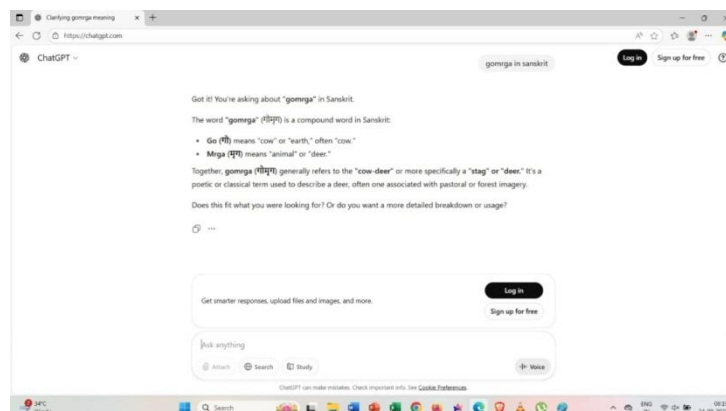 Clarifying gomrga meaning
https://chatgpt.com
ChatGPT
Log in
Sign up for free
gomrga in sanskrit
Got it! You're asking about "gomrga" in Sanskrit.
The word "gomrga" (गोमृग) is a compound word in Sanskrit:
Go (गो) means "cow" or "earth," often "cow."
Mrga (मृग) means "animal" or "deer."
Together, gomrga (गोमृग) generally refers to the "cow-deer" or more specifically a "stag" or "deer." It's a
poetic or classical term used to describe a deer, often one associated with pastoral or forest imagery.
Does this fit what you were looking for? Or do you want a more detailed breakdown or usage?
Get smarter responses, upload files and images, and more.
Log in
Sign up for free
Ask anything
Attach
Search
Study
Voice
ChatGPT can make mistakes. Check important info. See Cookie Preferences.
34°C
Search
ENG